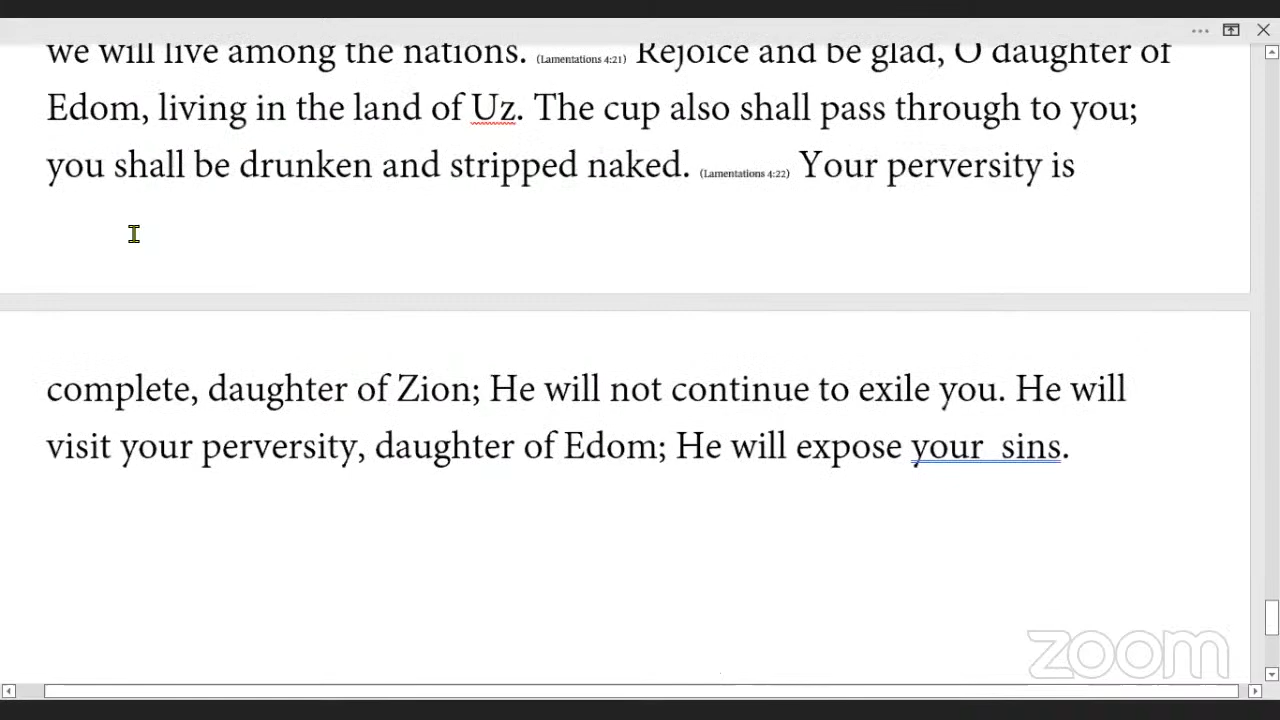 we will live among the nations. (Lamentations 4:21) Rejoice and be glad, O daughter of
Edom, living in the land of Uz. The cup also shall pass through to you;
you shall be drunken and stripped naked. (Lamentations 4:22) Your perversity is
complete, daughter of Zion; He will not continue to exile you. He will
visit your perversity, daughter of Edom; He will expose your  sins.
zoom